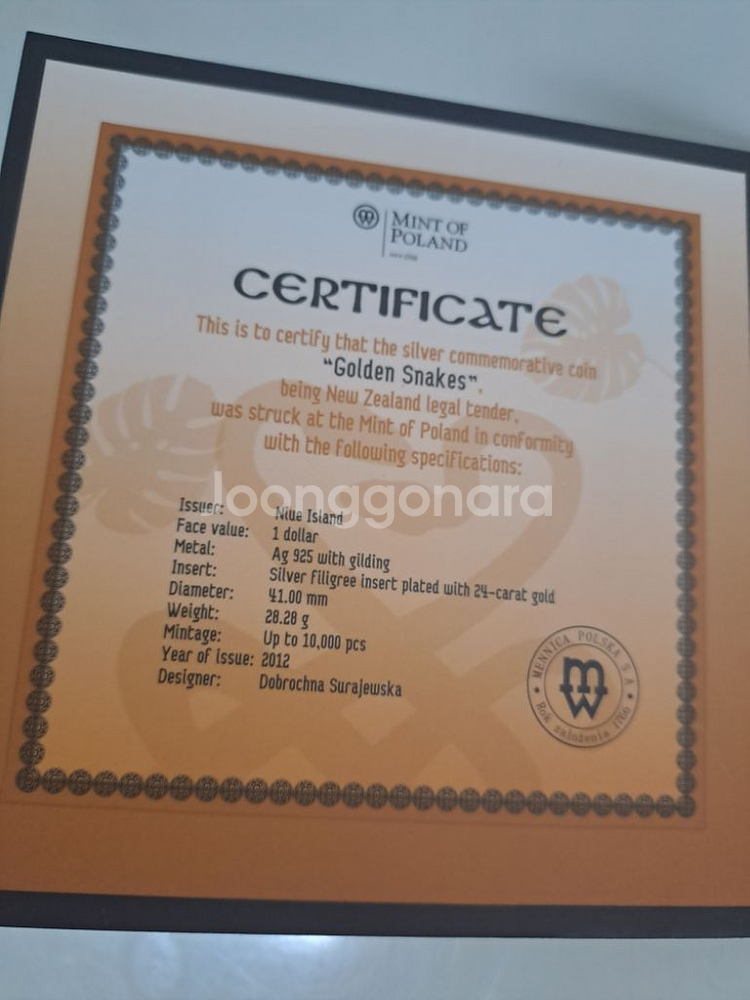 MINT OF
POLAND
CERTIFICATE
This is to certify that the silver commemorative coin
“Golden Snakes”,
being New Zealand legal tender,
was struck at the Mint of Poland in conformity
with the following specifications:
joonggonara
Issuer: Niue Island
Face value: 1 dollar
Metal: Ag 925 with gilding
Insert: Silver filigree insert plated with 24-carat gold
Diameter: 41.00 mm
Weight: 28.28 g
Mintage: Up to 10,000 pcs
Year of issue: 2012
Designer: Dobrochna Surajewska
MENNICA POLSKA S.A.
Rok założenia 1766